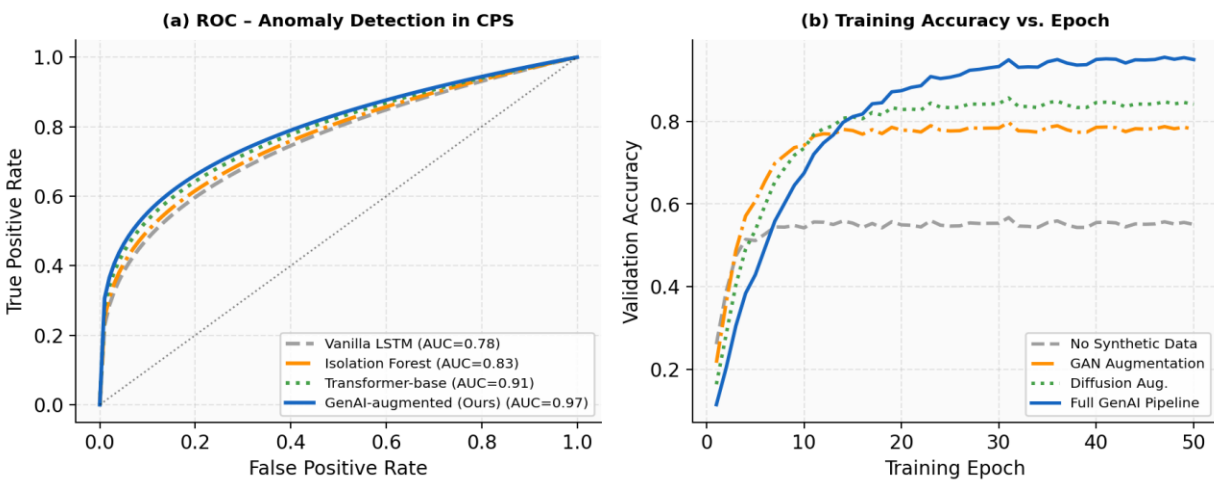 (a) ROC – Anomaly Detection in CPS
True Positive Rate
1.0
0.8
0.6
0.4
0.2
0.0
Vanilla LSTM (AUC=0.78)
Isolation Forest (AUC=0.83)
Transformer-base (AUC=0.91)
GenAI-augmented (Ours) (AUC=0.97)
0.0 0.2 0.4 0.6 0.8 1.0
False Positive Rate
(b) Training Accuracy vs. Epoch
Validation Accuracy
0.8
0.6
0.4
0.2
No Synthetic Data
GAN Augmentation
Diffusion Aug.
Full GenAI Pipeline
0 10 20 30 40 50
Training Epoch